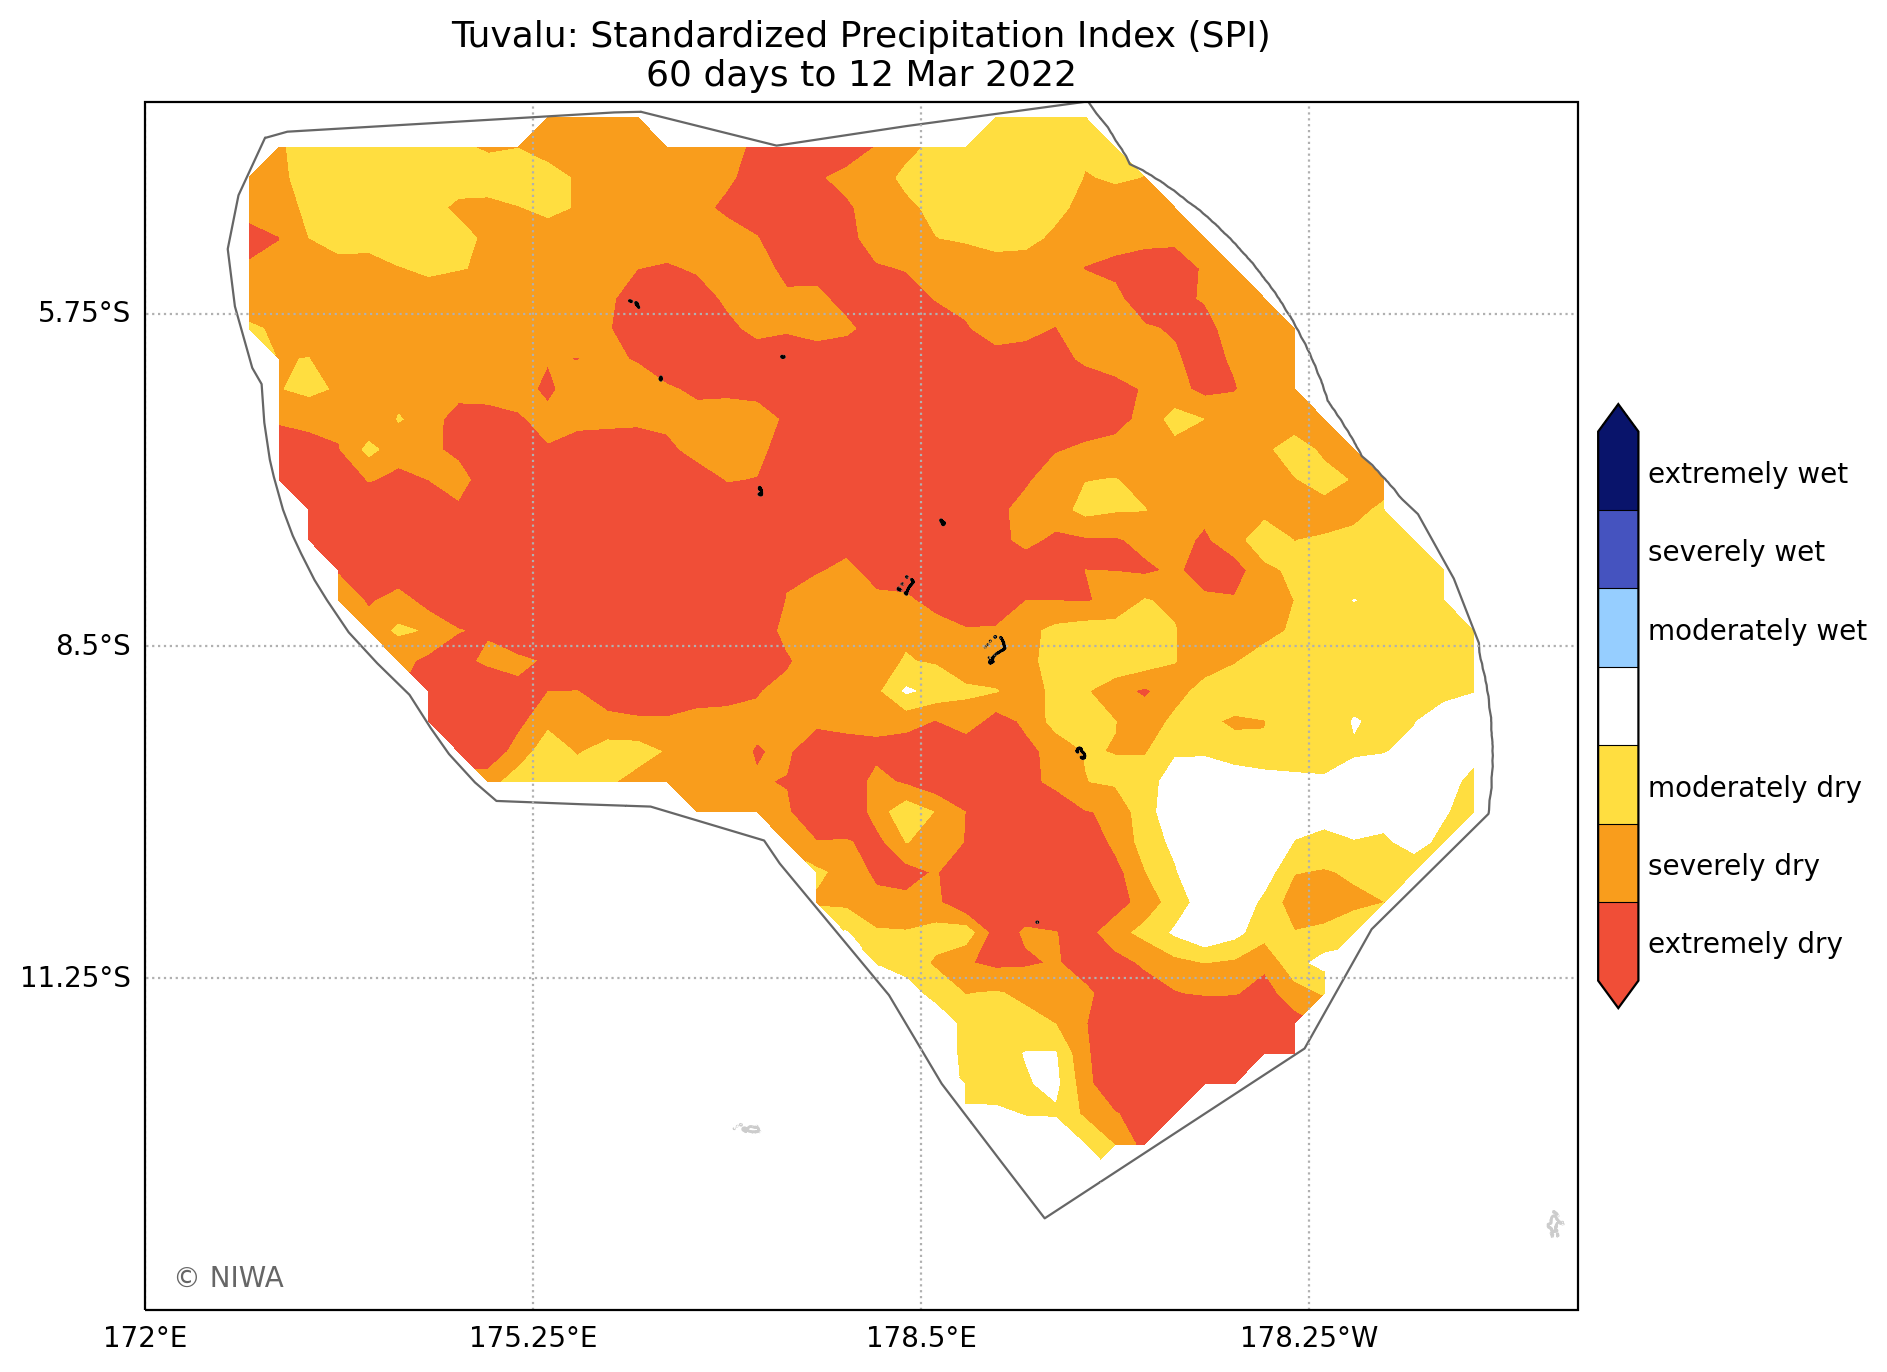 Tuvalu: Standardized Precipitation Index (SPI)
60 days to 12 Mar 2022
5.75°S
8.5°S
11.25°S
172°E
175.25°E
178.5°E
178.25°W
extremely wet
severely wet
moderately wet
moderately dry
severely dry
extremely dry
© NIWA